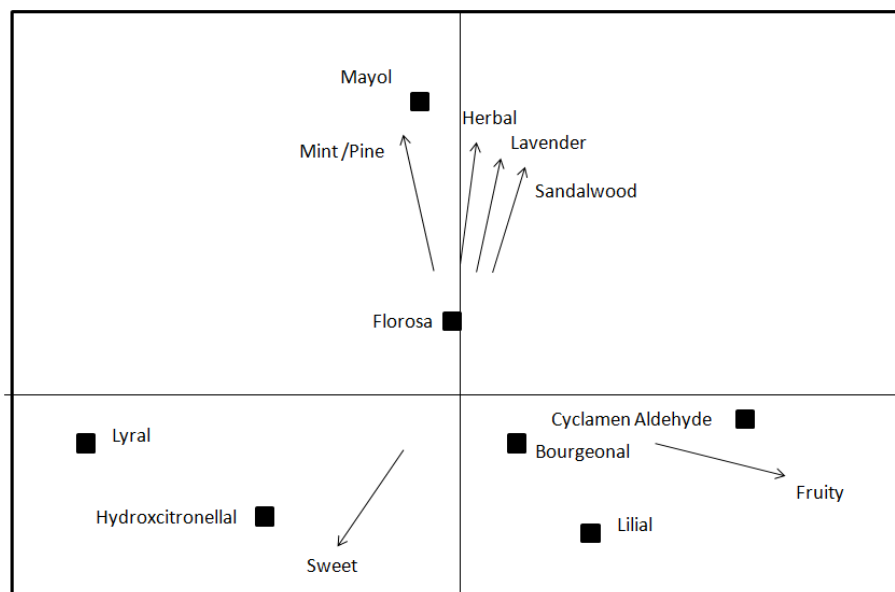 Mayol
Herbal
Lavender
Mint /Pine
Sandalwood
Florosa
Cyclamen Aldehyde
Lyral
Bourgeonal
Fruity
Hydroxcitronellal
Lilial
Sweet